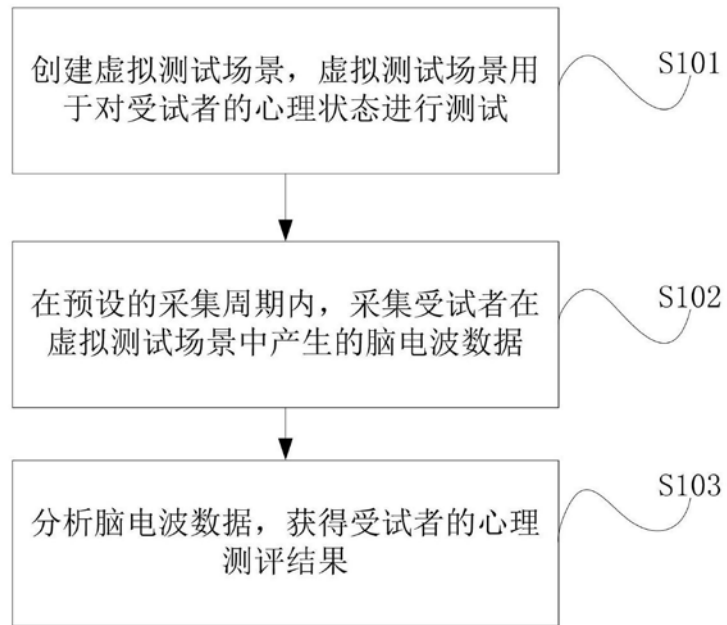 创建虚拟测试场景，虚拟测试场景用
于对受试者的心理状态进行测试
S101
在预设的采集周期内，采集受试者在
虚拟测试场景中产生的脑电波数据
S102
分析脑电波数据，获得受试者的心理
测评结果
S103